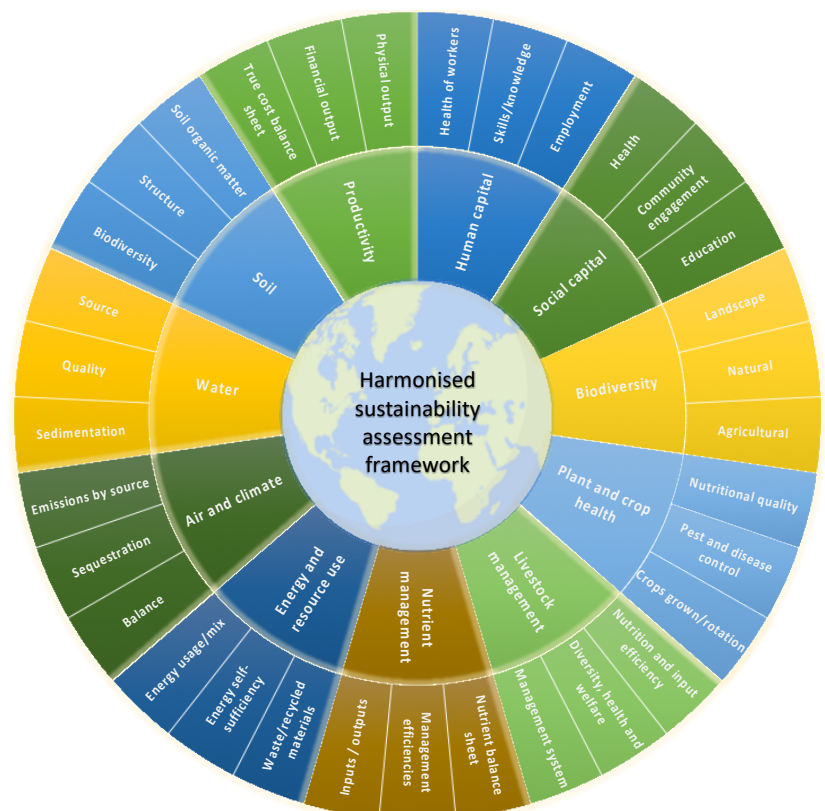 Harmonised
sustainability
assessment
framework
Human capital
Health of workers
Skills/knowledge
Employment
Social capital
Health
Community
engagement
Education
Biodiversity
Landscape
Natural
Agricultural
Plant and crop
health
Nutritional quality
Pest and disease
control
Crops grown/rotation
Livestock
management
Nutrition and input
efficiency
Diversity, health and
welfare
Management system
Nutrient
management
Nutrient balance
sheet
Management
efficiencies
Inputs / outputs
Energy and
resource use
Waste/recycled
materials
Energy self-
sufficiency
Energy usage/mix
Air and climate
Balance
Sequestration
Emissions by source
Water
Sedimentation
Quality
Source
Soil
Biodiversity
Structure
Soil organic matter
Productivity
True cost balance
sheet
Financial output
Physical output